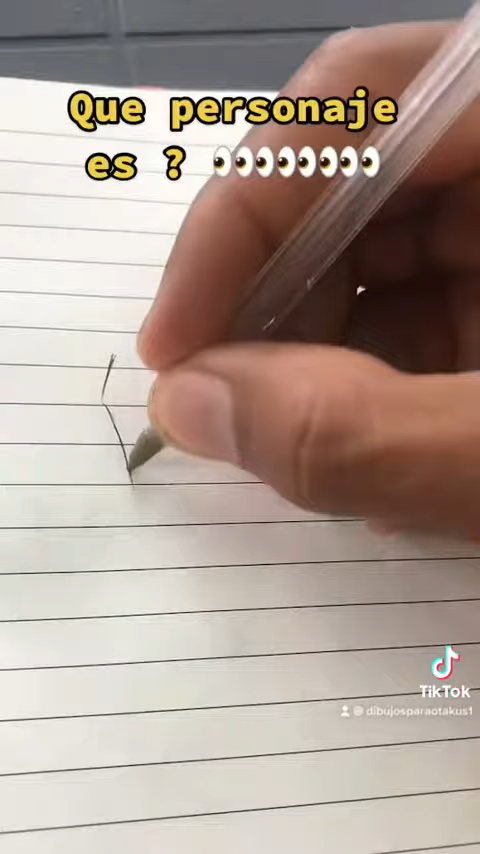 Que personaje
es ? 👀👀👀👀
TikTok
@ dibujosparaotakus1